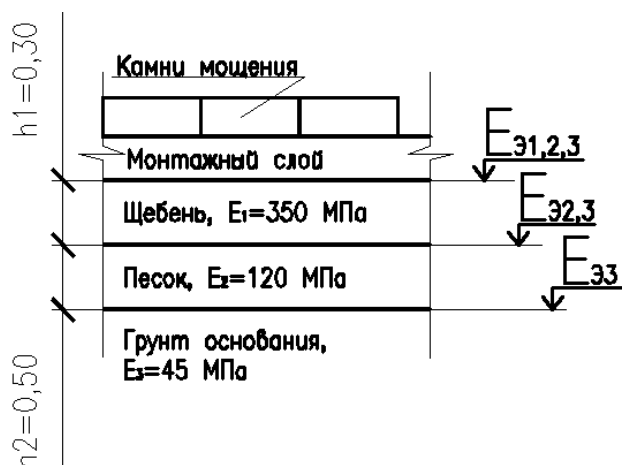 h1=0,30
Камни мощения
Монтажный слой
Eэ1,2,3
Щебень, E1=350 МПа
Eэ2,3
Песок, E2=120 МПа
Eэ3
Грунт основания,
E3=45 МПа
h2=0,50